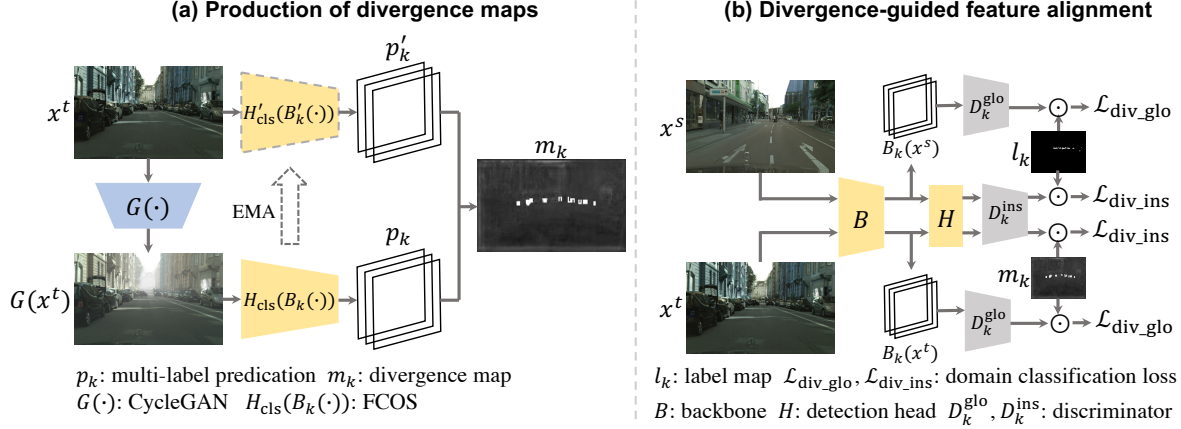 (a) Production of divergence maps
x^t
H'_cls(B'_k(·))
p'_k
G(·)
EMA
m_k
G(x^t)
H_cls(B_k(·))
p_k
p_k: multi-label predication m_k: divergence map
G(·): CycleGAN H_cls(B_k(·)): FCOS
(b) Divergence-guided feature alignment
x^s
B_k(x^s)
D_k^glo
ℒ_div_glo
l_k
B
H
D_k^ins
ℒ_div_ins
ℒ_div_ins
m_k
x^t
B_k(x^t)
D_k^glo
ℒ_div_glo
l_k: label map ℒ_div_glo, ℒ_div_ins: domain classification loss
B: backbone H: detection head D_k^glo, D_k^ins: discriminator